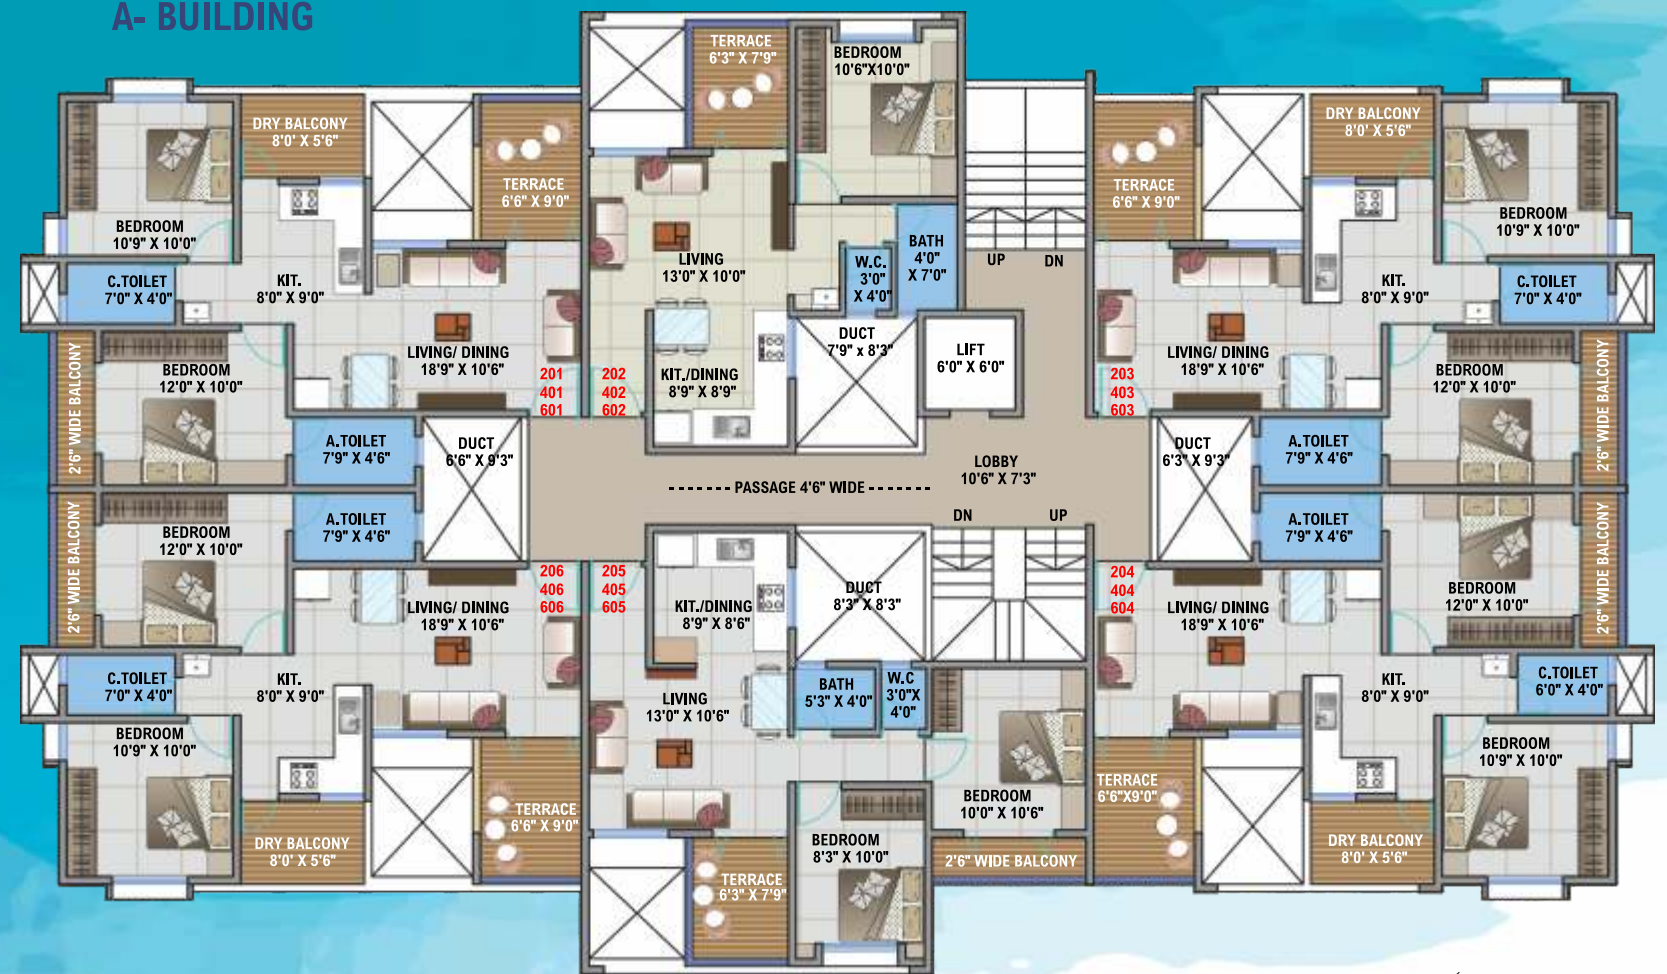 A- BUILDING
TERRACE
6'3" X 7'9"
BEDROOM
10'6"X10'0"
DRY BALCONY
8'0' X 5'6"
TERRACE
6'6" X 9'0"
BEDROOM
10'9" X 10'0"
C.TOILET
7'0" X 4'0"
KIT.
8'0" X 9'0"
LIVING/ DINING
18'9" X 10'6"
201
401
601
BEDROOM
12'0" X 10'0"
2'6" WIDE BALCONY
A.TOILET
7'9" X 4'6"
DUCT
6'6" X 9'3"
LIVING
13'0" X 10'0"
W.C.
3'0"
X 4'0"
BATH
4'0"
X 7'0"
DUCT
7'9" x 8'3"
KIT./DINING
8'9" X 8'9"
202
402
602
UP
DN
LIFT
6'0" X 6'0"
LOBBY
10'6" X 7'3"
PASSAGE 4'6" WIDE
TERRACE
6'6" X 9'0"
DRY BALCONY
8'0' X 5'6"
BEDROOM
10'9" X 10'0"
KIT.
8'0" X 9'0"
C.TOILET
7'0" X 4'0"
LIVING/ DINING
18'9" X 10'6"
203
403
603
BEDROOM
12'0" X 10'0"
2'6" WIDE BALCONY
DUCT
6'3" X 9'3"
A.TOILET
7'9" X 4'6"
BEDROOM
12'0" X 10'0"
2'6" WIDE BALCONY
A.TOILET
7'9" X 4'6"
206
406
606
LIVING/ DINING
18'9" X 10'6"
C.TOILET
7'0" X 4'0"
KIT.
8'0" X 9'0"
BEDROOM
10'9" X 10'0"
DRY BALCONY
8'0' X 5'6"
TERRACE
6'6" X 9'0"
205
405
605
KIT./DINING
8'9" X 8'6"
DUCT
8'3" X 8'3"
DN
UP
LIVING
13'0" X 10'6"
BATH
5'3" X 4'0"
W.C
3'0"X
4'0"
BEDROOM
10'0" X 10'6"
BEDROOM
8'3" X 10'0"
2'6" WIDE BALCONY
TERRACE
6'3" X 7'9"
A.TOILET
7'9" X 4'6"
204
404
604
LIVING/ DINING
18'9" X 10'6"
BEDROOM
12'0" X 10'0"
2'6" WIDE BALCONY
KIT.
8'0" X 9'0"
C.TOILET
6'0" X 4'0"
BEDROOM
10'9" X 10'0"
TERRACE
6'6"X9'0"
DRY BALCONY
8'0' X 5'6"